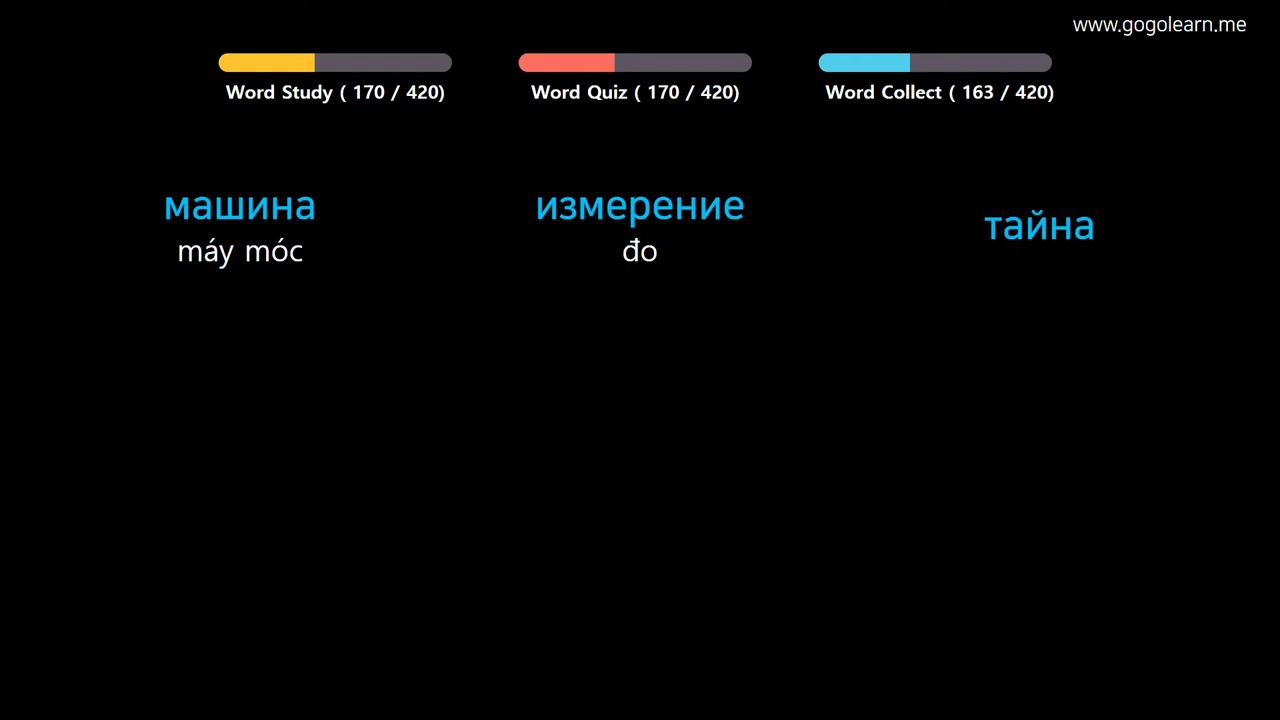 www.gogolearn.me
Word Study ( 170 / 420)
Word Quiz ( 170 / 420)
Word Collect ( 163 / 420)
машина
máy móc
измерение
đo
тайна